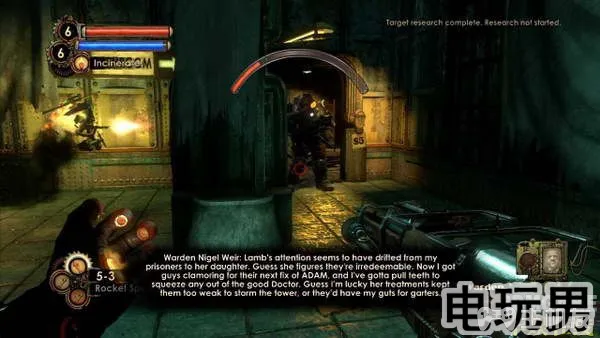 Target research complete. Research not started.
6
6
Incinerate
95
5-3
Rocket Sp
Warden Nigel Weir: Lamb's attention seems to have drifted from my
prisoners to her daughter. Guess she figures they're irredeemable. Now I got
guys clamoring for their next fix of ADAM, and I've gotta pull teeth to
squeeze any out of the good Doctor. Guess I'm lucky her treatments kept
them too weak to storm the tower, or they'd have my guts for garters.
电玩男